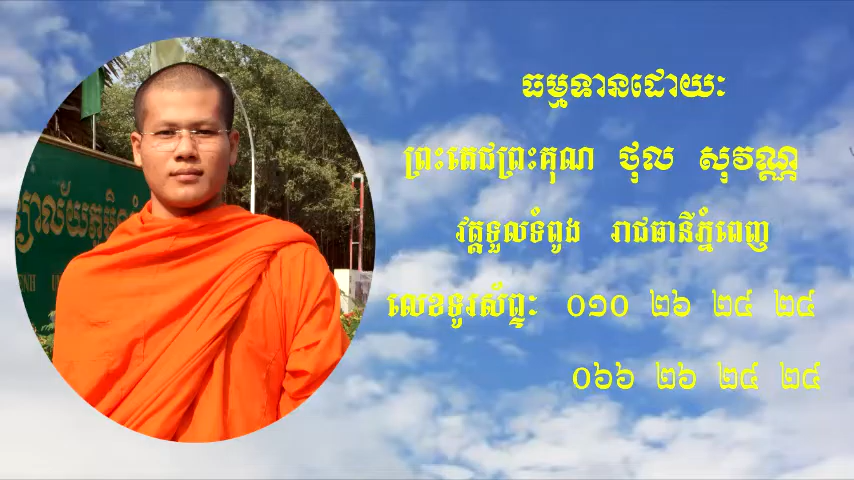 ធម្មទានដោយៈ
ព្រះតេជព្រះគុណ ថុល សុវណ្ណ
វត្តទួលទំពូង រាជធានីភ្នំពេញ
លេខទូរស័ព្ទៈ ០១០ ២៦ ២៤ ២៤
០៦៦ ២៦ ២៤ ២៤